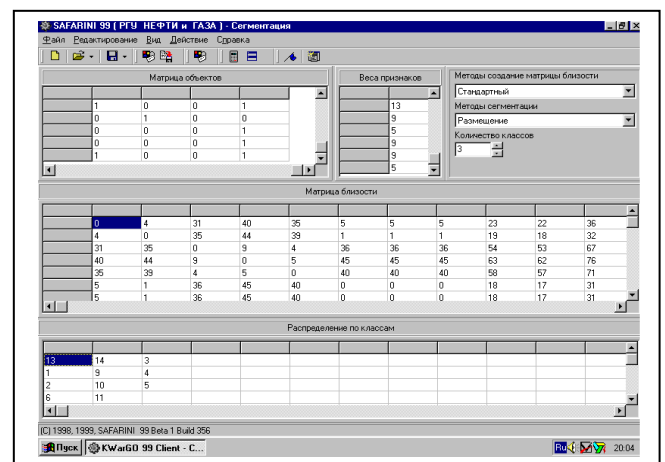 SAFARINI 99 ( РГУ НЕФТИ и ГАЗА ) - Сегментация
Файл Редактирование Вид Действие Справка
Матрица объектов
1 0 0 1
0 1 0 0
0 0 0 1
0 0 0 1
1 0 0 1
Веса признаков
13
9
5
9
9
5
Методы создание матрицы близости
Стандартный
Методы сегментации
Размещение
Количество классов
3
Матрица близости
0 4 31 40 35 5 5 5 23 22 36
4 0 35 44 39 1 1 1 19 18 32
31 35 0 9 4 36 36 36 54 53 67
40 44 9 0 5 45 45 45 63 62 76
35 39 4 5 0 40 40 40 58 57 71
5 1 36 45 40 0 0 0 18 17 31
5 1 36 45 40 0 0 0 18 17 31
Распределение по классам
13 14 3
1 9 4
2 10 5
6 11
(C) 1998, 1999, SAFARINI 99 Beta 1 Build 356
Пуск KWarGO 99 Client - C... Ru 20:04